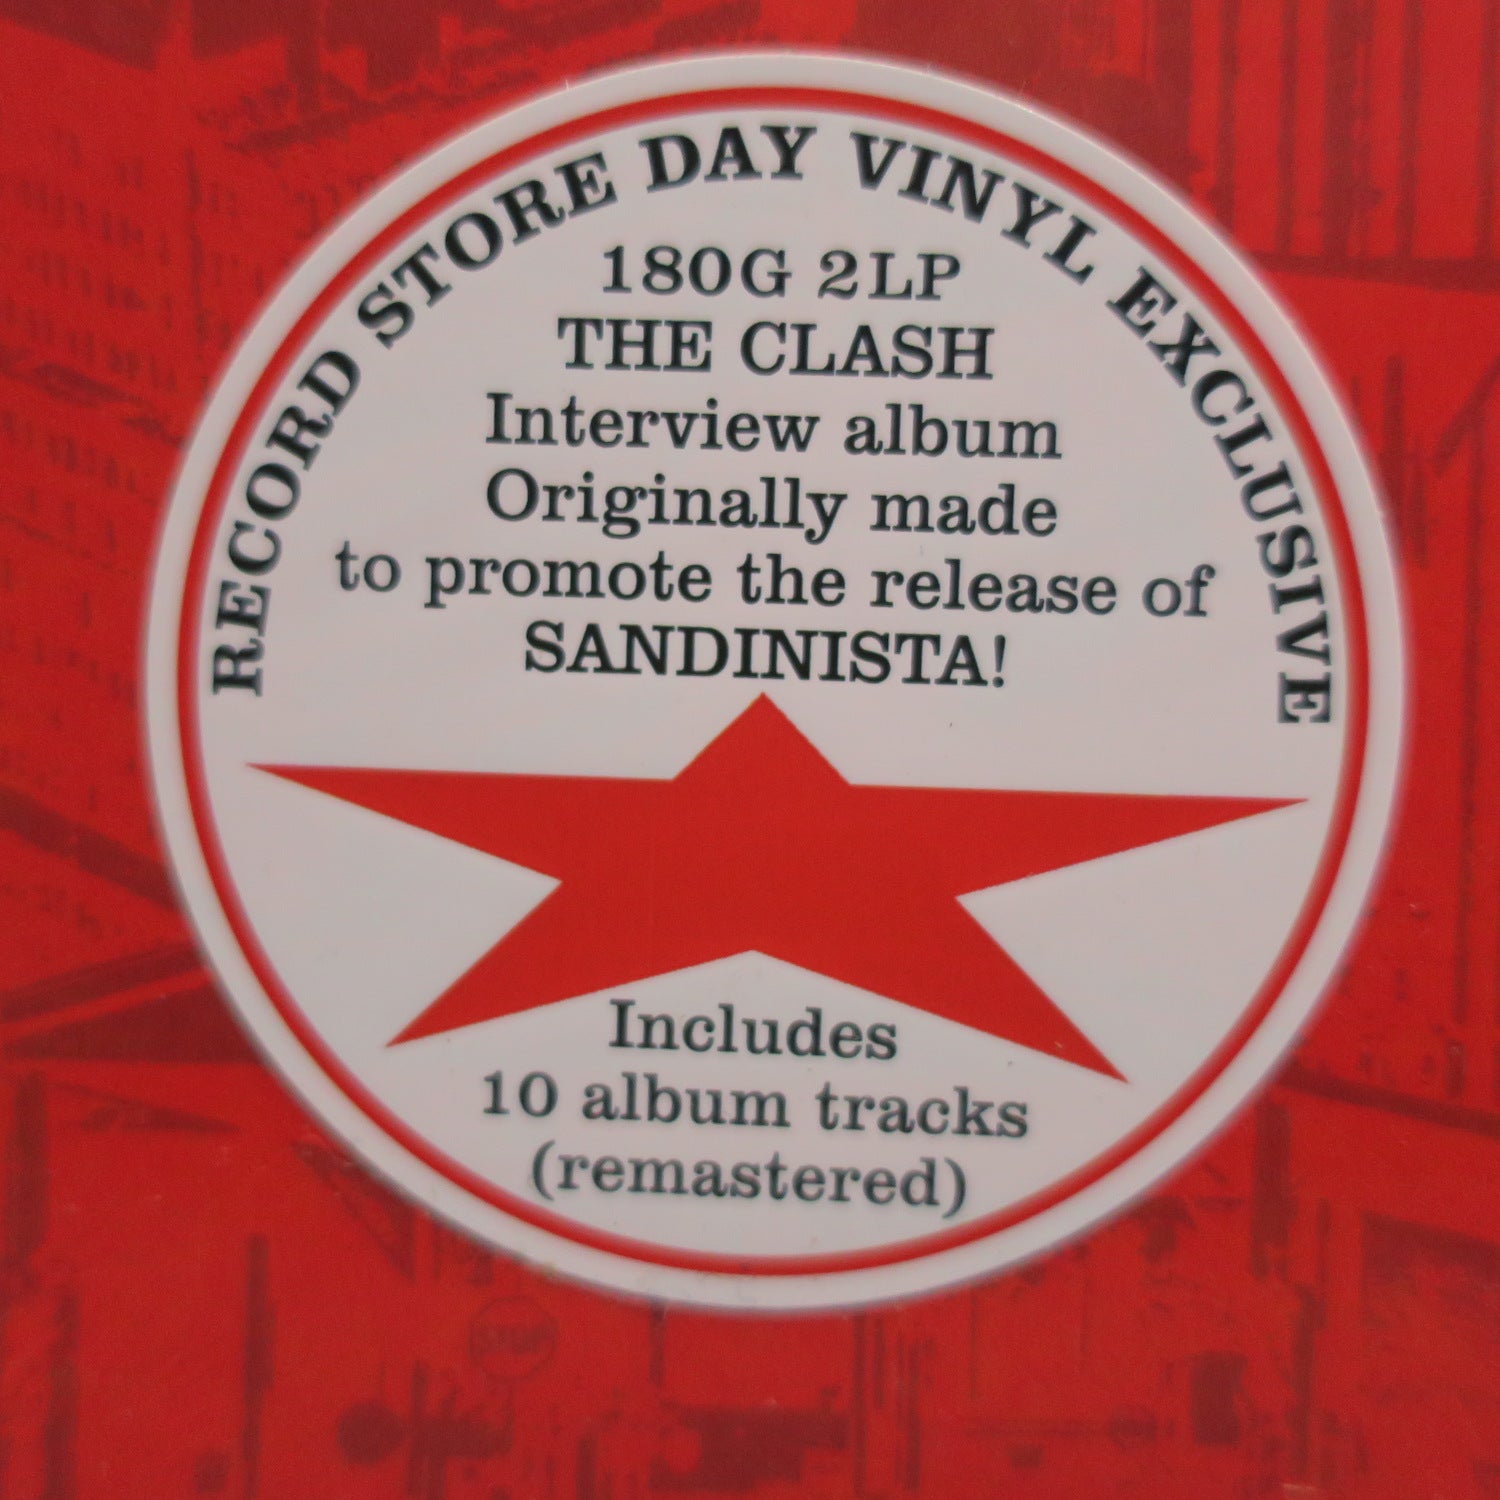 RECORD STORE DAY VINYL EXCLUSIVE
180G 2LP
THE CLASH
Interview album
Originally made
to promote the release of
SANDINISTA!
Includes
10 album tracks
(remastered)
STOP